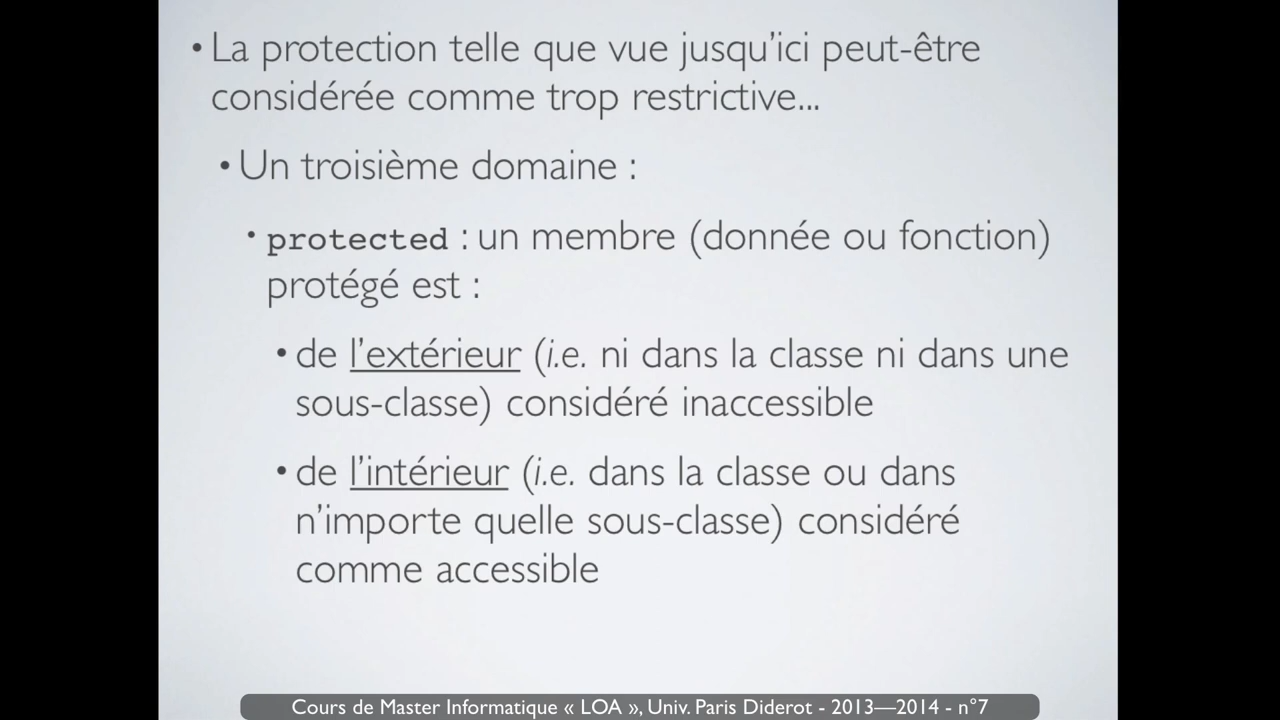 • La protection telle que vue jusqu'ici peut-être
considérée comme trop restrictive...
• Un troisième domaine :
• protected : un membre (donnée ou fonction)
protégé est :
• de l'extérieur (i.e. ni dans la classe ni dans une
sous-classe) considéré inaccessible
• de l'intérieur (i.e. dans la classe ou dans
n'importe quelle sous-classe) considéré
comme accessible
Cours de Master Informatique « LOA », Univ. Paris Diderot - 2013—2014 - n°7